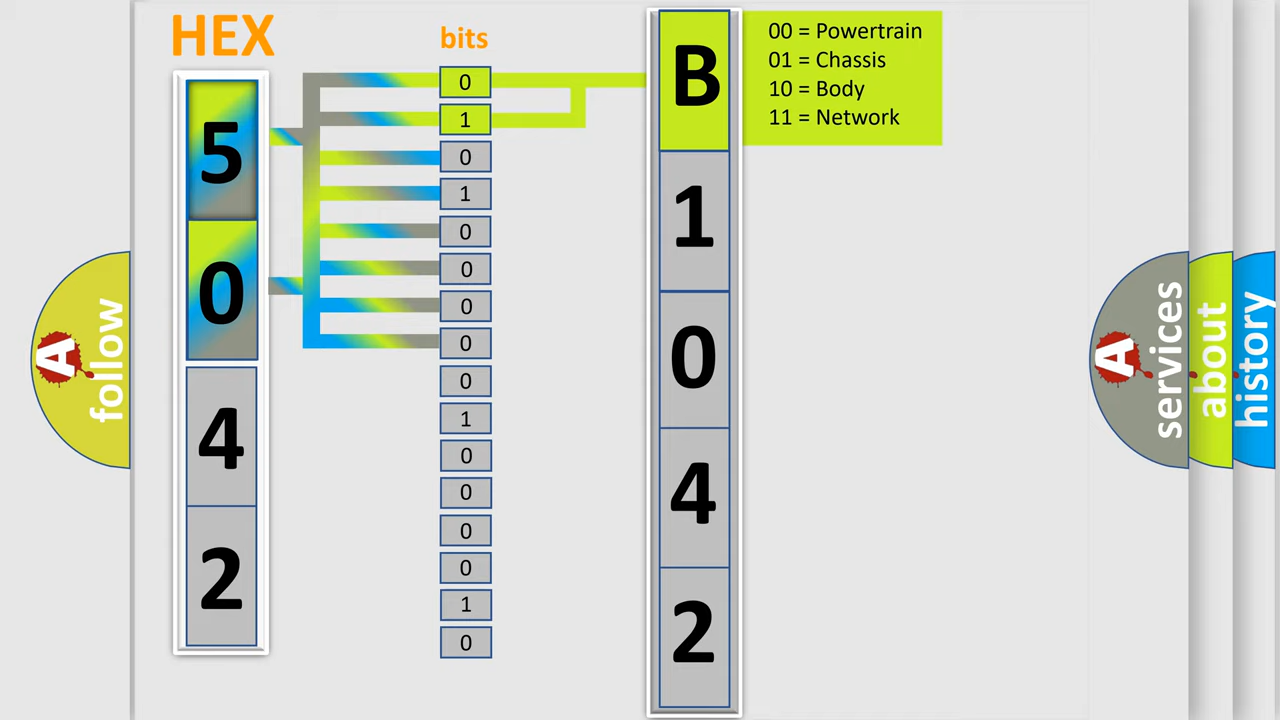 HEX
bits
5
0
4
2
0
1
0
1
0
0
0
0
0
1
0
0
0
0
1
0
B
1
0
4
2
00 = Powertrain
01 = Chassis
10 = Body
11 = Network
A
follow
A
services
about
history